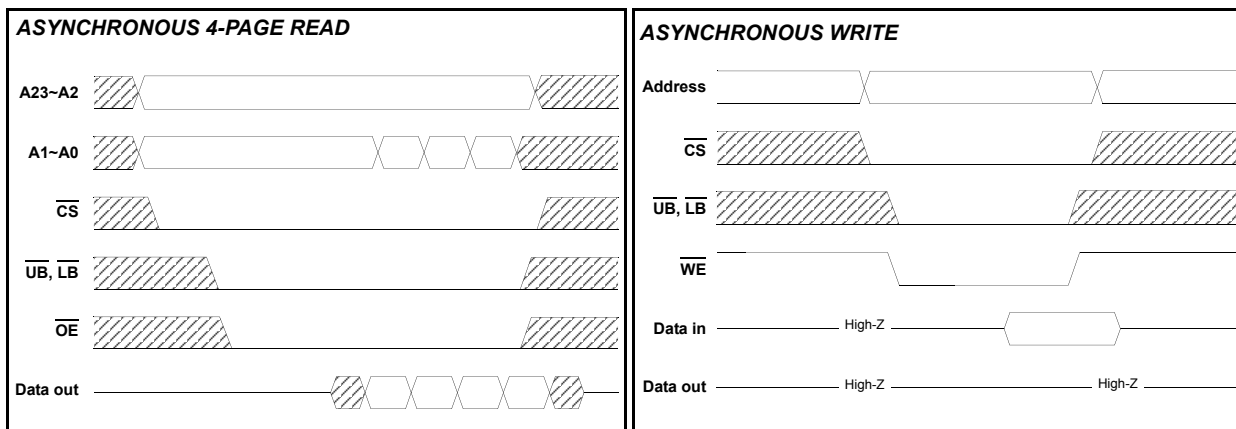 ASYNCHRONOUS 4-PAGE READ
A23~A2
A1~A0
CS
UB, LB
OE
Data out
ASYNCHRONOUS WRITE
Address
CS
UB, LB
WE
Data in
High-Z
Data out
High-Z
High-Z